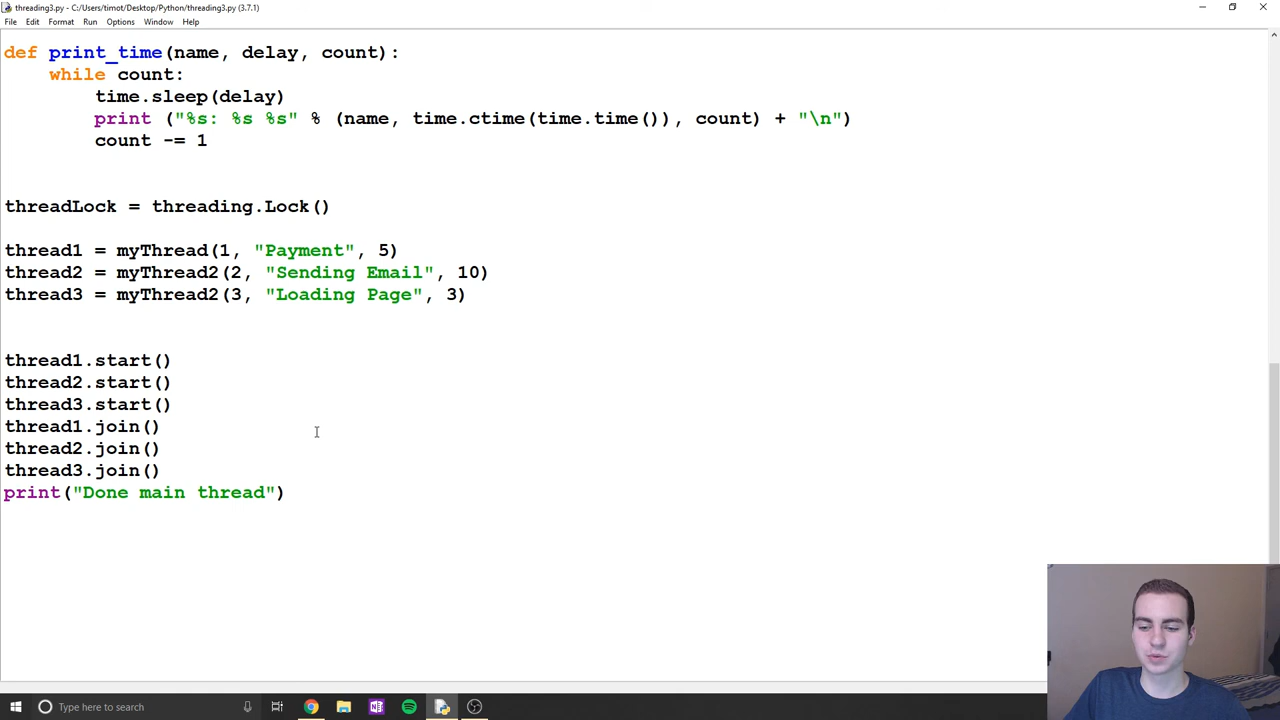 threading3.py - C:/Users/timot/Desktop/Python/threading3.py (3.7.1)
File Edit Format Run Options Window Help
def print_time(name, delay, count):
    while count:
        time.sleep(delay)
        print ("%s: %s %s" % (name, time.ctime(time.time()), count) + "\n")
        count -= 1
threadLock = threading.Lock()
thread1 = myThread(1, "Payment", 5)
thread2 = myThread2(2, "Sending Email", 10)
thread3 = myThread2(3, "Loading Page", 3)
thread1.start()
thread2.start()
thread3.start()
thread1.join()
thread2.join()
thread3.join()
print("Done main thread")
Type here to search